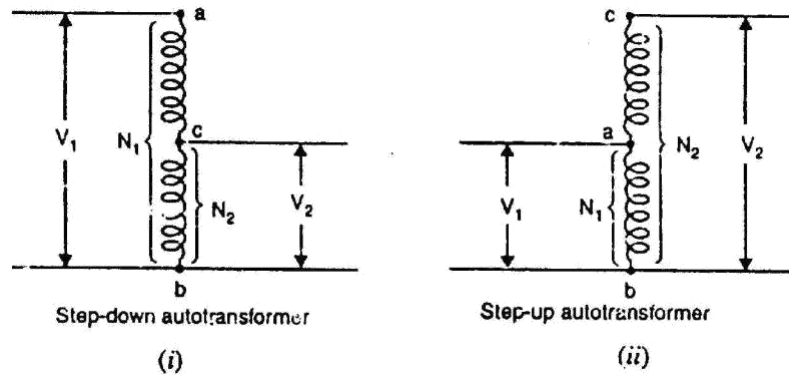 a
c
V₁
N₁
c
a
N₂
V₂
N₂
V₂
V₁
N₁
b
b
Step-down autotransformer
Step-up autotransformer
(i)
(ii)